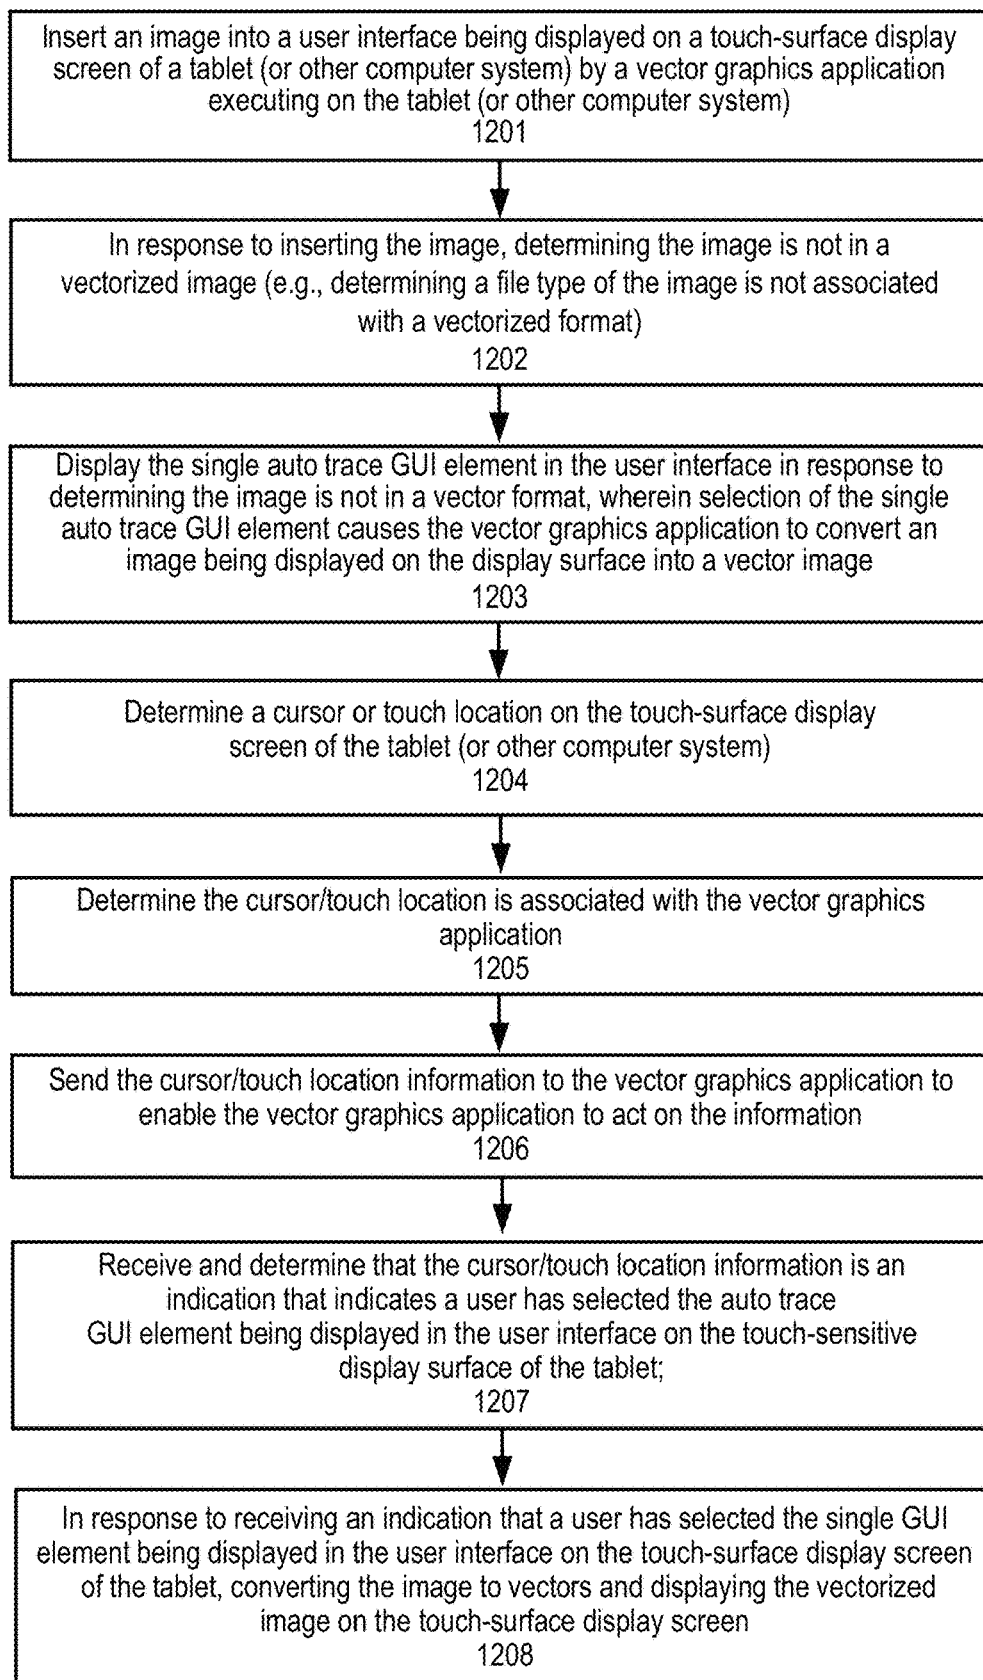 Insert an image into a user interface being displayed on a touch-surface display
screen of a tablet (or other computer system) by a vector graphics application
executing on the tablet (or other computer system)
1201
In response to inserting the image, determining the image is not in a
vectorized image (e.g., determining a file type of the image is not associated
with a vectorized format)
1202
Display the single auto trace GUI element in the user interface in response to
determining the image is not in a vector format, wherein selection of the single
auto trace GUI element causes the vector graphics application to convert an
image being displayed on the display surface into a vector image
1203
Determine a cursor or touch location on the touch-surface display
screen of the tablet (or other computer system)
1204
Determine the cursor/touch location is associated with the vector graphics
application
1205
Send the cursor/touch location information to the vector graphics application to
enable the vector graphics application to act on the information
1206
Receive and determine that the cursor/touch location information is an
indication that indicates a user has selected the auto trace
GUI element being displayed in the user interface on the touch-sensitive
display surface of the tablet;
1207
In response to receiving an indication that a user has selected the single GUI
element being displayed in the user interface on the touch-surface display screen
of the tablet, converting the image to vectors and displaying the vectorized
image on the touch-surface display screen
1208